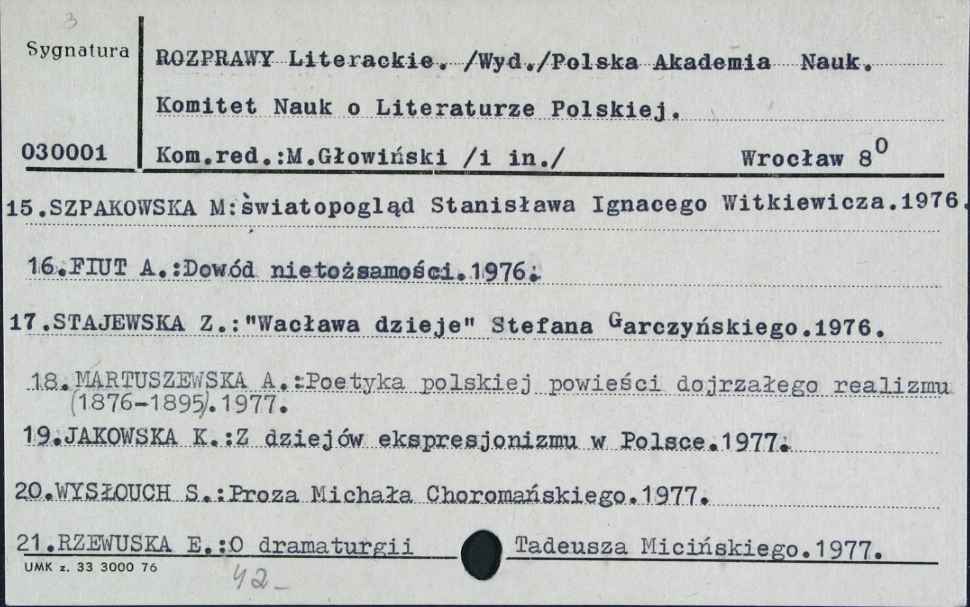 3
Sygnatura
ROZPRAWY Literackie. /Wyd./Polska Akademia Nauk.
Komitet Nauk o Literaturze Polskiej.
030001
Kom.red.:M.Głowiński /i in./ Wrocław 8⁰
15.SZPAKOWSKA M:światopogląd Stanisława Ignacego Witkiewicza.1976.
16.FIUT A.:Dowód nietożsamości.1976.
17.STAJEWSKA Z.:"Wacława dzieje" Stefana Garczyńskiego.1976.
18.MARTUSZEWSKA A.:Poetyka polskiej powieści dojrzałego realizmu
(1876-1895).1977.
19.JAKOWSKA K.:Z dziejów ekspresjonizmu w Polsce.1977.
20.WYSŁOUCH S.:Proza Michała Choromańskiego.1977.
21.RZEWUSKA E.:O dramaturgii Tadeusza Micińskiego.1977.
UMK z. 33 3000 76
42-